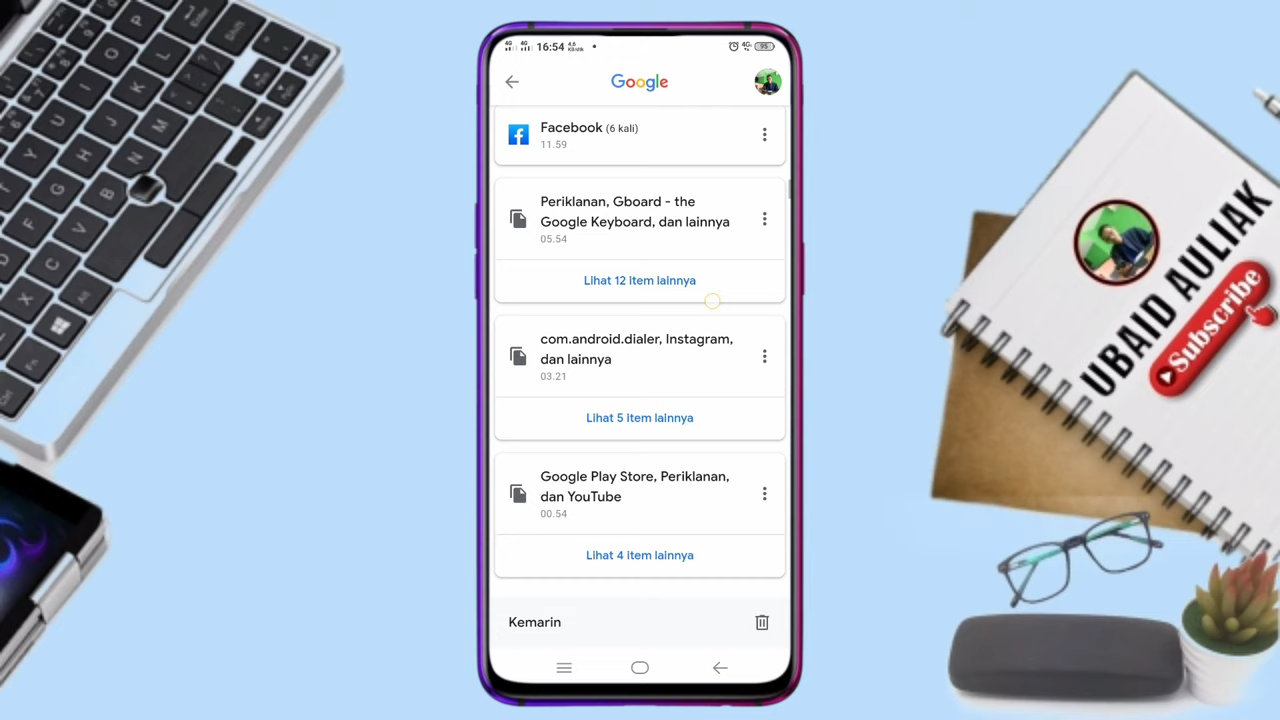 16:54
95
Google
Facebook (6 kali)
11.59
Periklanan, Gboard - the
Google Keyboard, dan lainnya
05.54
Lihat 12 item lainnya
com.android.dialer, Instagram,
dan lainnya
03.21
Lihat 5 item lainnya
Google Play Store, Periklanan,
dan YouTube
00.54
Lihat 4 item lainnya
Kemarin
UBAID AULIAK
Subscribe